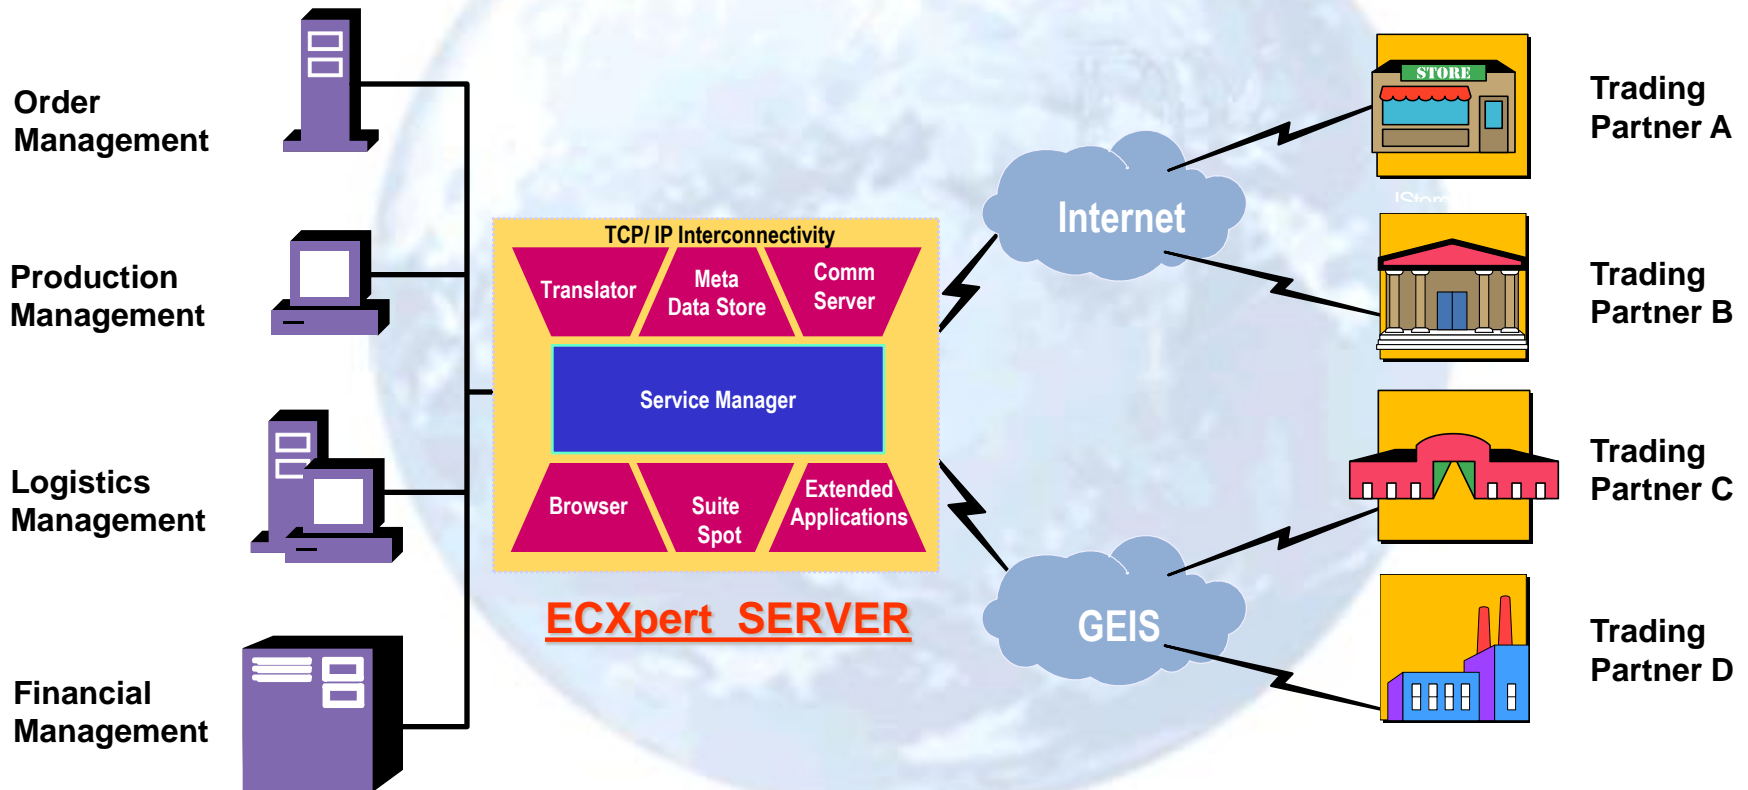 Order
Management
Production
Management
Logistics
Management
Financial
Management
TCP/ IP Interconnectivity
Translator
Meta
Data Store
Comm
Server
Service Manager
Browser
Suite
Spot
Extended
Applications
ECXpert SERVER
Internet
GEIS
STORE
Trading
Partner A
Trading
Partner B
Trading
Partner C
Trading
Partner D